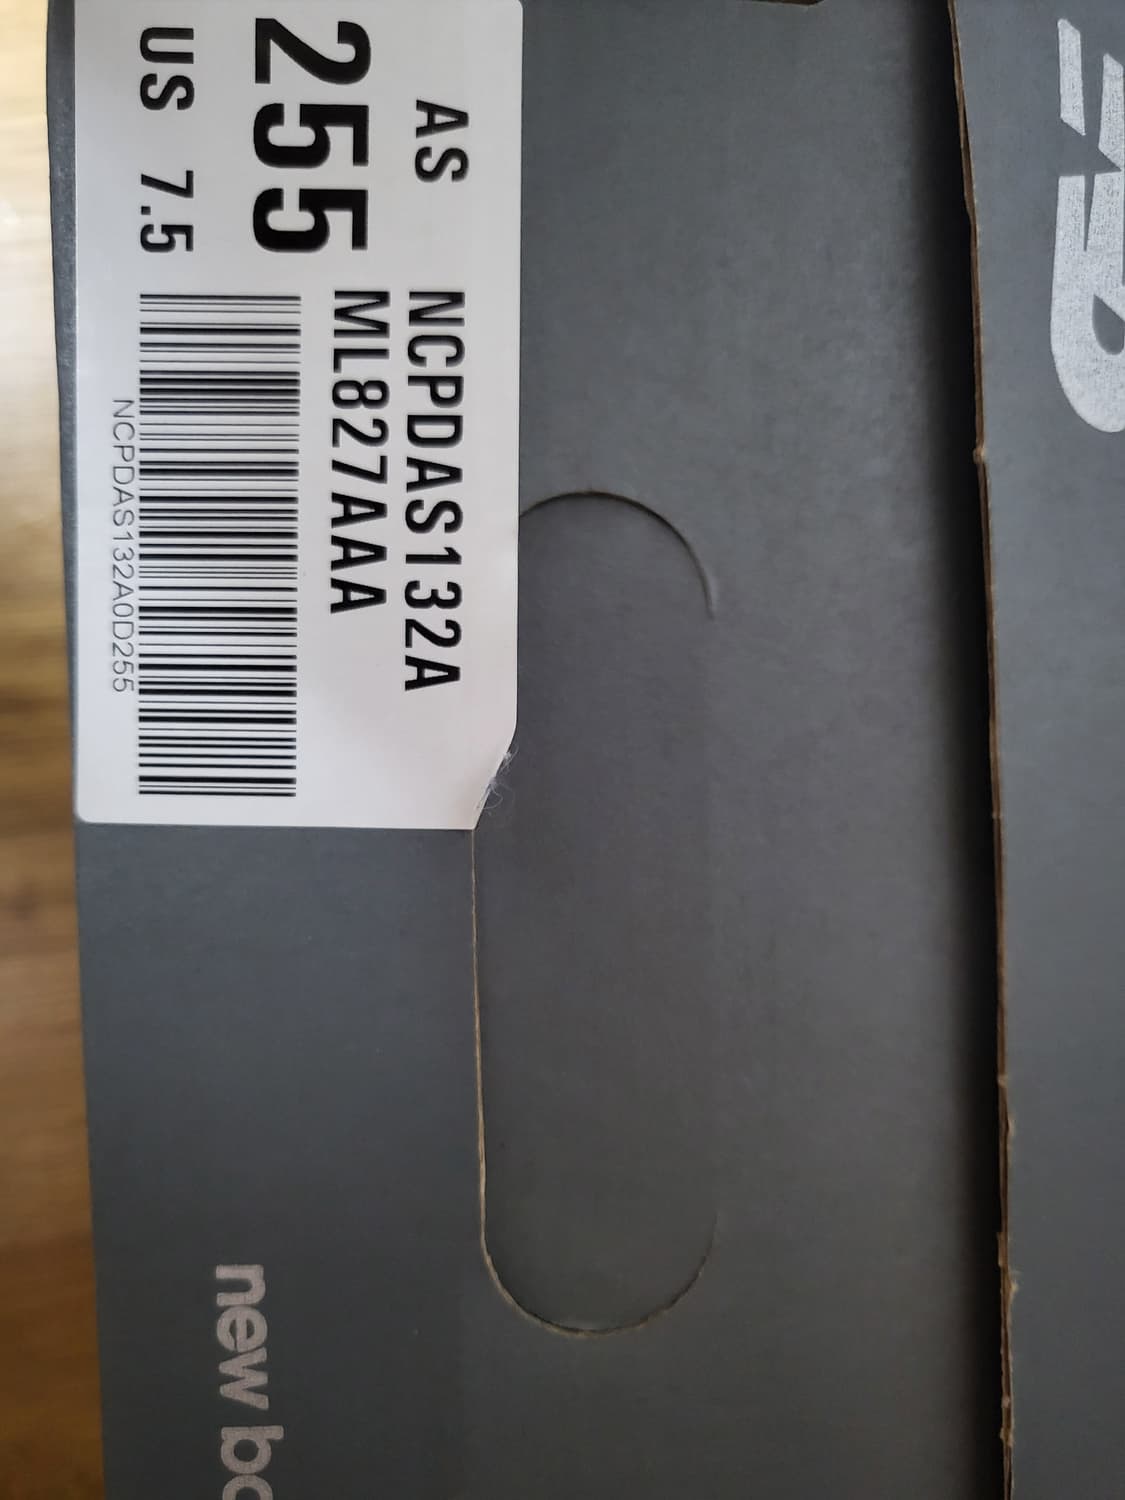 AS NCPDAS132A
255 ML827AAA
US 7.5
NCPDAS132A0D255
new